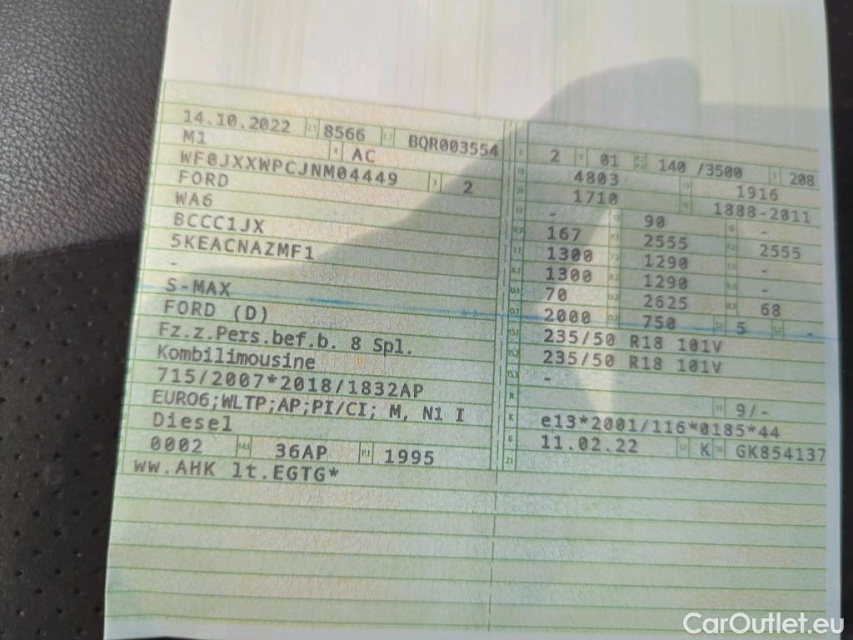 14.10.2022 8566 BQR003554
M1 AC
WF0JXXWPCJNM04449 2
FORD
WA6
BCCC1JX
5KEACNAZMF1
-
S-MAX
FORD (D)
Fz.z.Pers.bef.b. 8 Spl.
Kombilimousine
715/2007*2018/1832AP
EURO6;WLTP;AP;PI/CI; M, N1 I
Diesel
0002 36AP 1995
ww.AHK lt.EGTG*
2 01 140 /3500 208
4803 1916
1710 1888-2011
- 90 -
167 2555 2555
1300 1290 -
1300 1290 -
70 2625 68
2000 750 5 -
235/50 R18 101V
235/50 R18 101V
-
9/-
e13*2001/116*0185*44
11.02.22 K GK854137
CarOutlet.eu